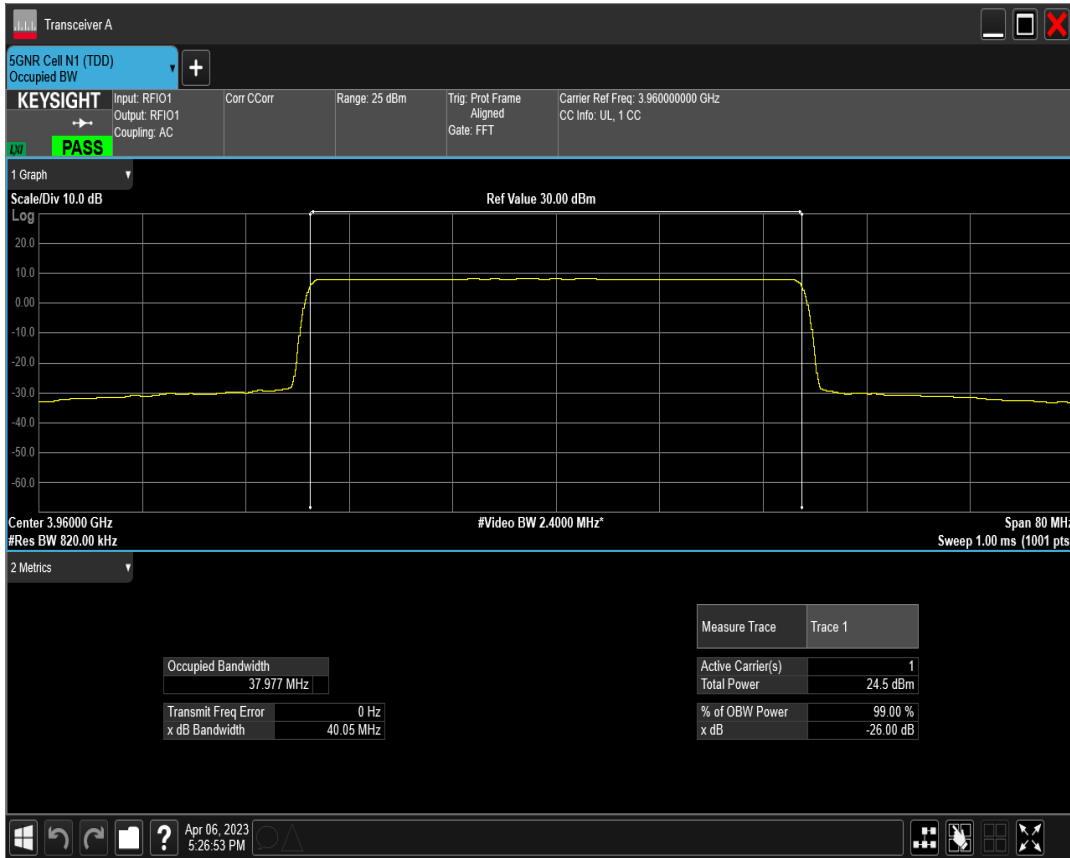 Transceiver A
5GNR Cell N1 (TDD)
Occupied BW
KEYSIGHT
LXI
PASS
Input: RFIO1
Output: RFIO1
Coupling: AC
Corr CCorr
Range: 25 dBm
Trig: Prot Frame
Aligned
Gate: FFT
Carrier Ref Freq: 3.960000000 GHz
CC Info: UL, 1 CC
1 Graph
Scale/Div 10.0 dB
Ref Value 30.00 dBm
Log
20.0
10.0
0.00
-10.0
-20.0
-30.0
-40.0
-50.0
-60.0
Center 3.96000 GHz
#Video BW 2.4000 MHz*
Span 80 MHz
#Res BW 820.00 kHz
Sweep 1.00 ms (1001 pts
2 Metrics
Measure Trace Trace 1
Occupied Bandwidth
37.977 MHz
Active Carrier(s) 1
Total Power 24.5 dBm
Transmit Freq Error 0 Hz
x dB Bandwidth 40.05 MHz
% of OBW Power 99.00 %
x dB -26.00 dB
?
Apr 06, 2023
5:26:53 PM